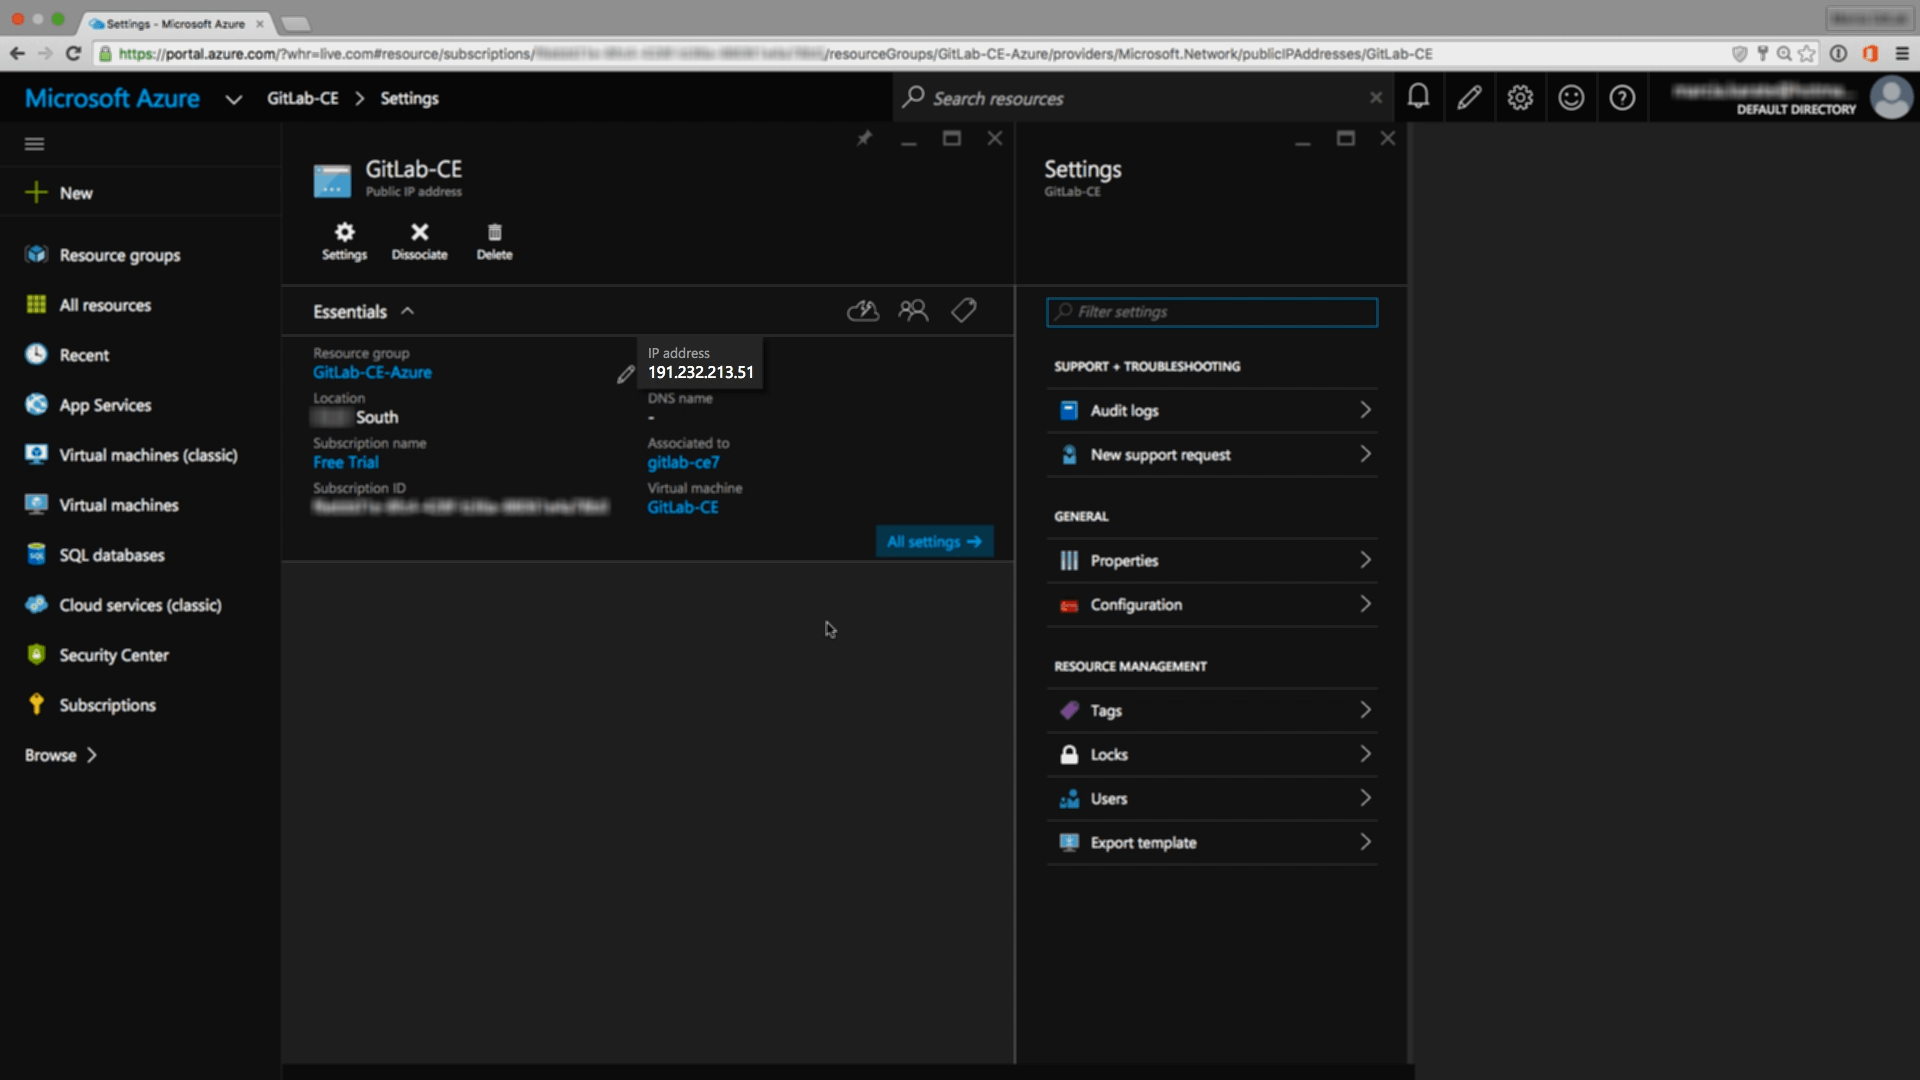 Settings - Microsoft Azure
https://portal.azure.com/?whr=live.com#resource/subscriptions/
/resourceGroups/GitLab-CE-Azure/providers/Microsoft.Network/publicIPAddresses/GitLab-CE
Microsoft Azure
GitLab-CE > Settings
Search resources
DEFAULT DIRECTORY
New
Resource groups
All resources
Recent
App Services
Virtual machines (classic)
Virtual machines
SQL databases
Cloud services (classic)
Security Center
Subscriptions
Browse >
GitLab-CE
Public IP address
Settings
Dissociate
Delete
Essentials
Resource group
GitLab-CE-Azure
Location
South
Subscription name
Free Trial
Subscription ID
IP address
191.232.213.51
DNS name
-
Associated to
gitlab-ce7
Virtual machine
GitLab-CE
All settings →
Settings
GitLab-CE
Filter settings
SUPPORT + TROUBLESHOOTING
Audit logs
New support request
GENERAL
Properties
Configuration
RESOURCE MANAGEMENT
Tags
Locks
Users
Export template